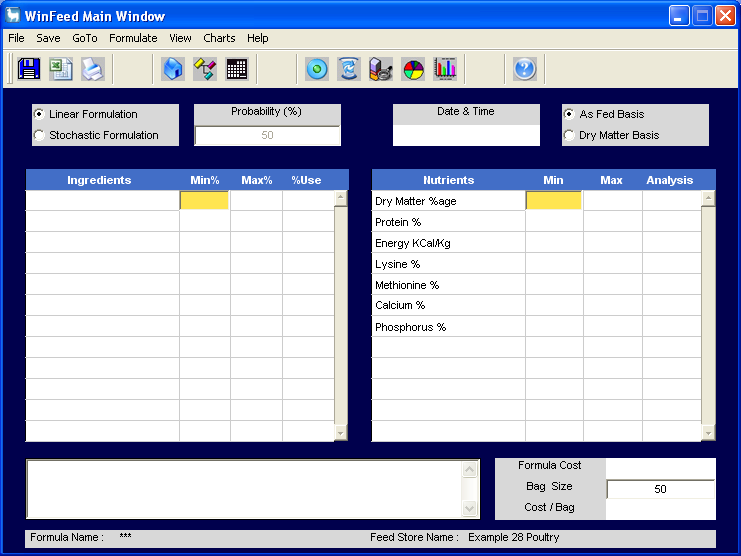 WinFeed Main Window
File Save GoTo Formulate View Charts Help
Linear Formulation
Stochastic Formulation
Probability (%)
50
Date & Time
As Fed Basis
Dry Matter Basis
Ingredients Min% Max% %Use
Nutrients Min Max Analysis
Dry Matter %age
Protein %
Energy KCal/Kg
Lysine %
Methionine %
Calcium %
Phosphorus %
Formula Cost
Bag Size 50
Cost / Bag
Formula Name : *** Feed Store Name : Example 28 Poultry